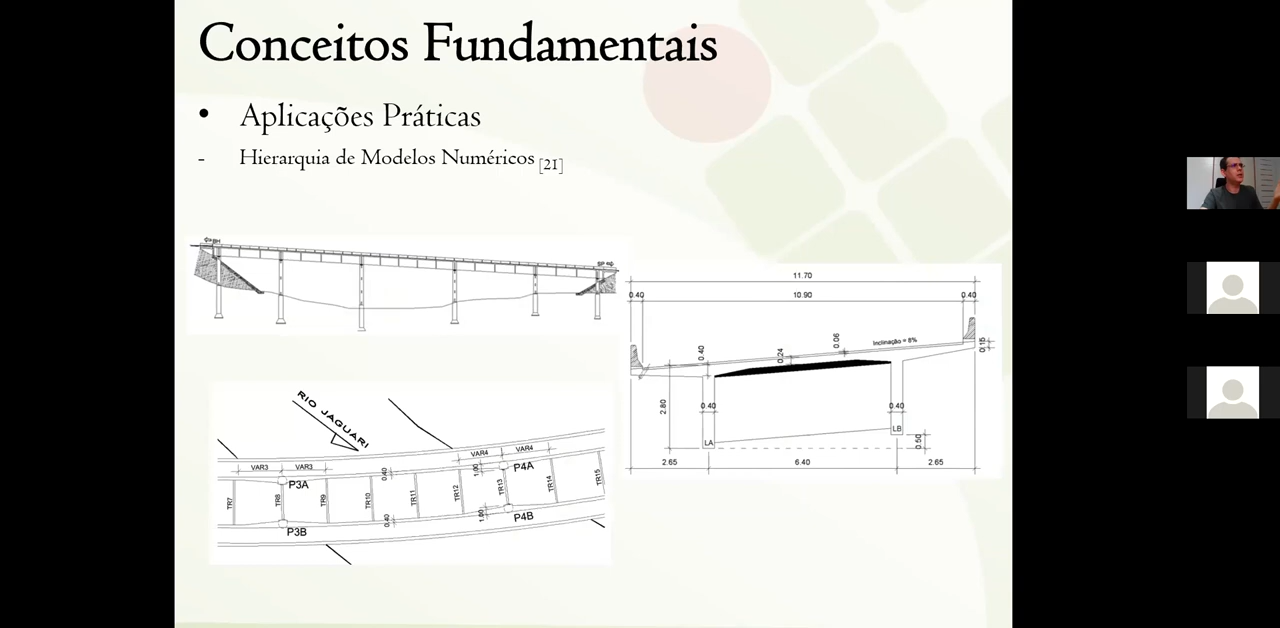 Conceitos Fundamentais
• Aplicações Práticas
- Hierarquia de Modelos Numéricos [21]
BH
SP
11.70
0.40
10.90
0.40
0.40
0.24
0.06
Inclinação = 8%
0.15
2.80
0.40
0.40
LA
LB
0.50
2.65
6.40
2.65
RIO JAGUARI
VAR3
VAR3
VAR4
VAR4
P3A
P4A
0.40
1.00
TR7
TR8
TR9
TR10
TR11
TR12
TR13
TR14
TR15
0.40
1.00
P3B
P4B